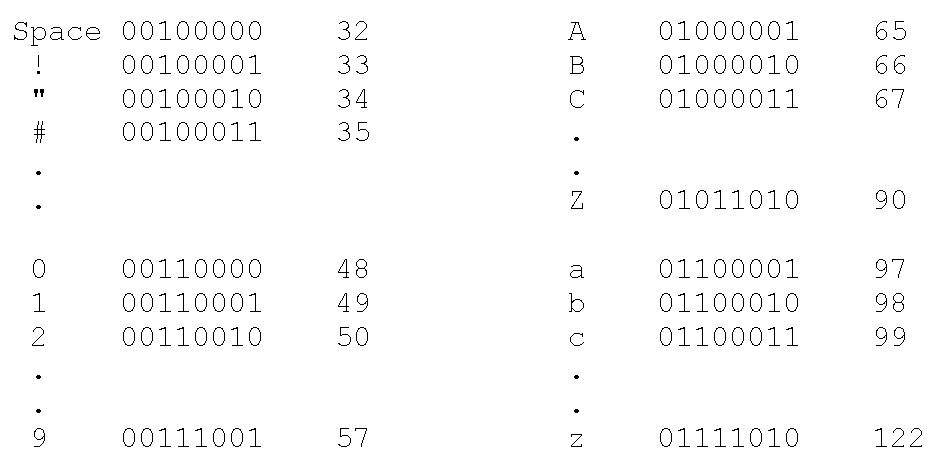 Space 00100000 32 A 01000001 65
! 00100001 33 B 01000010 66
" 00100010 34 C 01000011 67
# 00100011 35 .
. .
. Z 01011010 90
0 00110000 48 a 01100001 97
1 00110001 49 b 01100010 98
2 00110010 50 c 01100011 99
. .
. .
9 00111001 57 z 01111010 122